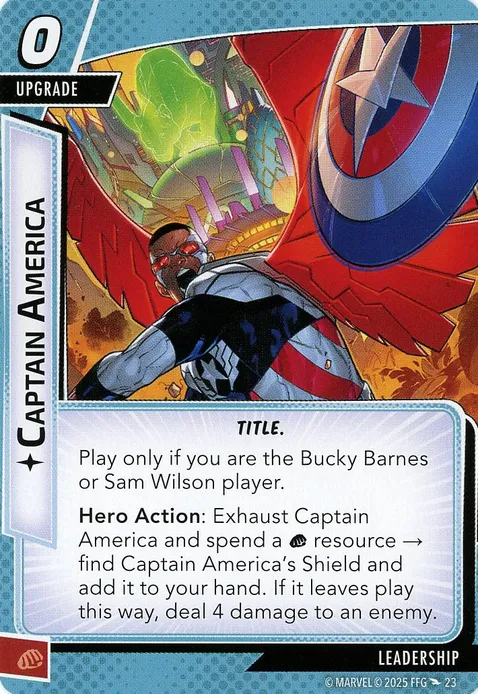 0
UPGRADE
CAPTAIN AMERICA
TITLE.
Play only if you are the Bucky Barnes
or Sam Wilson player.
Hero Action: Exhaust Captain
America and spend a resource →
find Captain America's Shield and
add it to your hand. If it leaves play
this way, deal 4 damage to an enemy.
LEADERSHIP
© MARVEL © 2025 FFG 23